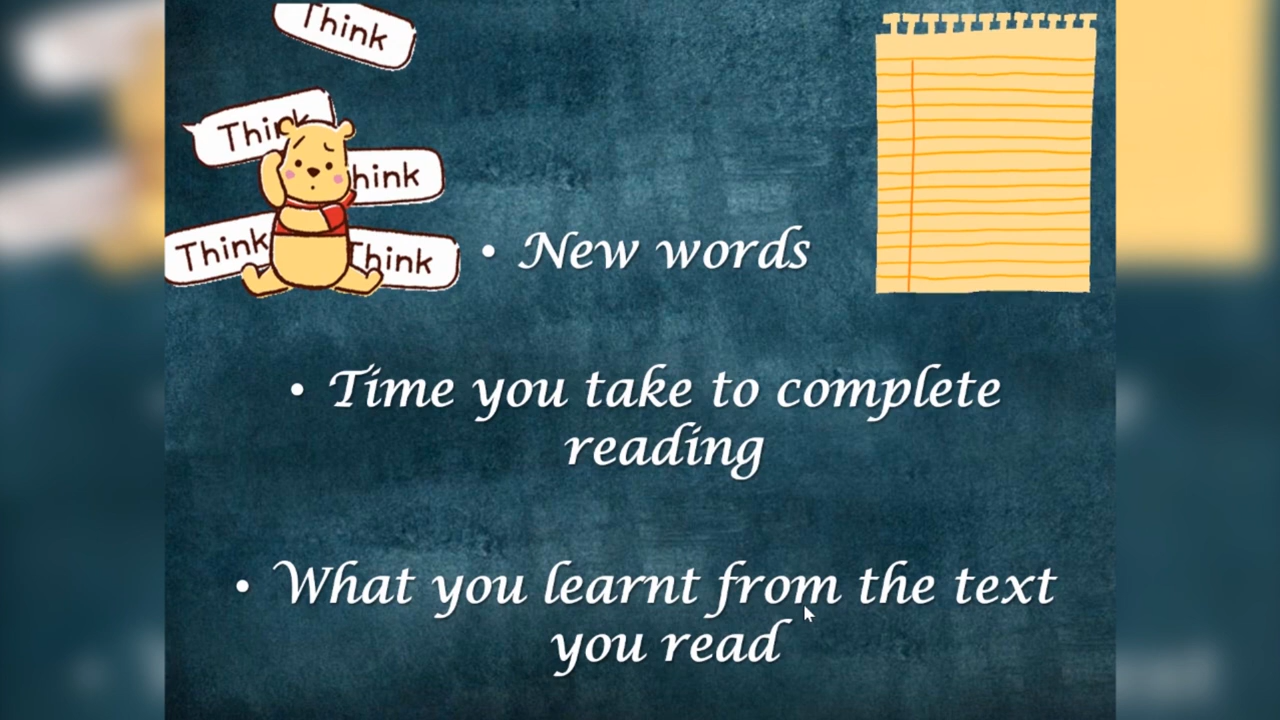 Think
Think
hink
Think
Think
• New words
• Time you take to complete
reading
• What you learnt from the text
you read